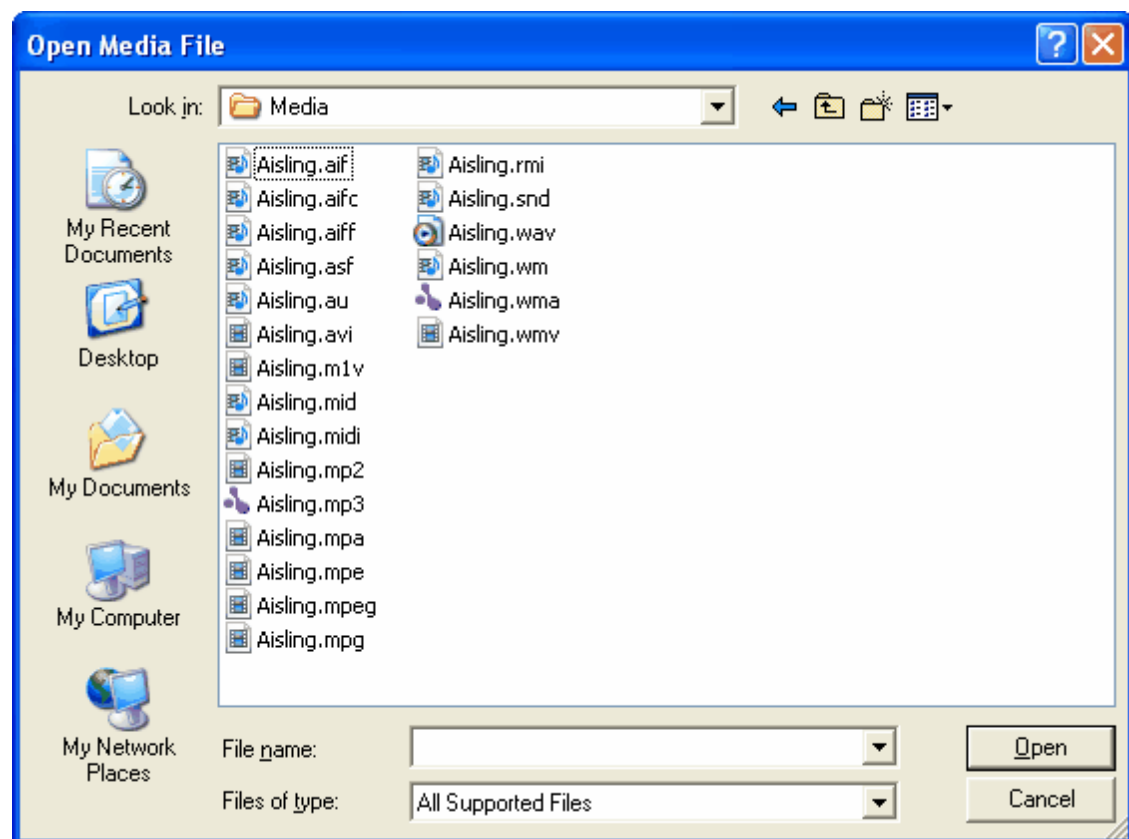 Open Media File
Look in: Media
My Recent
Documents
Desktop
My Documents
My Computer
My Network
Places
Aisling.aif
Aisling.aifc
Aisling.aiff
Aisling.asf
Aisling.au
Aisling.avi
Aisling.m1v
Aisling.mid
Aisling.midi
Aisling.mp2
Aisling.mp3
Aisling.mpa
Aisling.mpe
Aisling.mpeg
Aisling.mpg
Aisling.rmi
Aisling.snd
Aisling.wav
Aisling.wm
Aisling.wma
Aisling.wmv
File name:
Open
Files of type: All Supported Files
Cancel